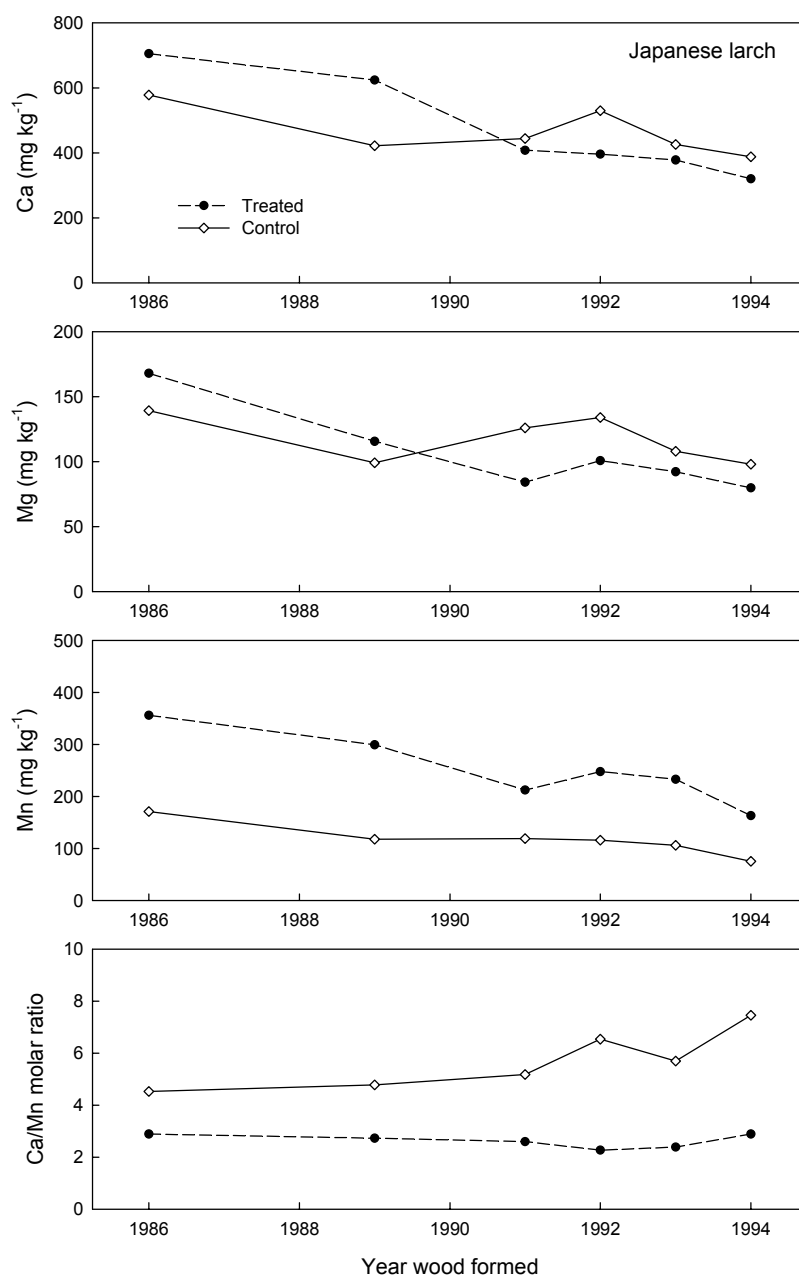 800
Japanese larch
600
Ca (mg kg⁻¹)
400
Treated
Control
200
0
1986 1988 1990 1992 1994
200
150
Mg (mg kg⁻¹)
100
50
0
1986 1988 1990 1992 1994
500
400
Mn (mg kg⁻¹)
300
200
100
0
1986 1988 1990 1992 1994
10
8
Ca/Mn molar ratio
6
4
2
0
1986 1988 1990 1992 1994
Year wood formed